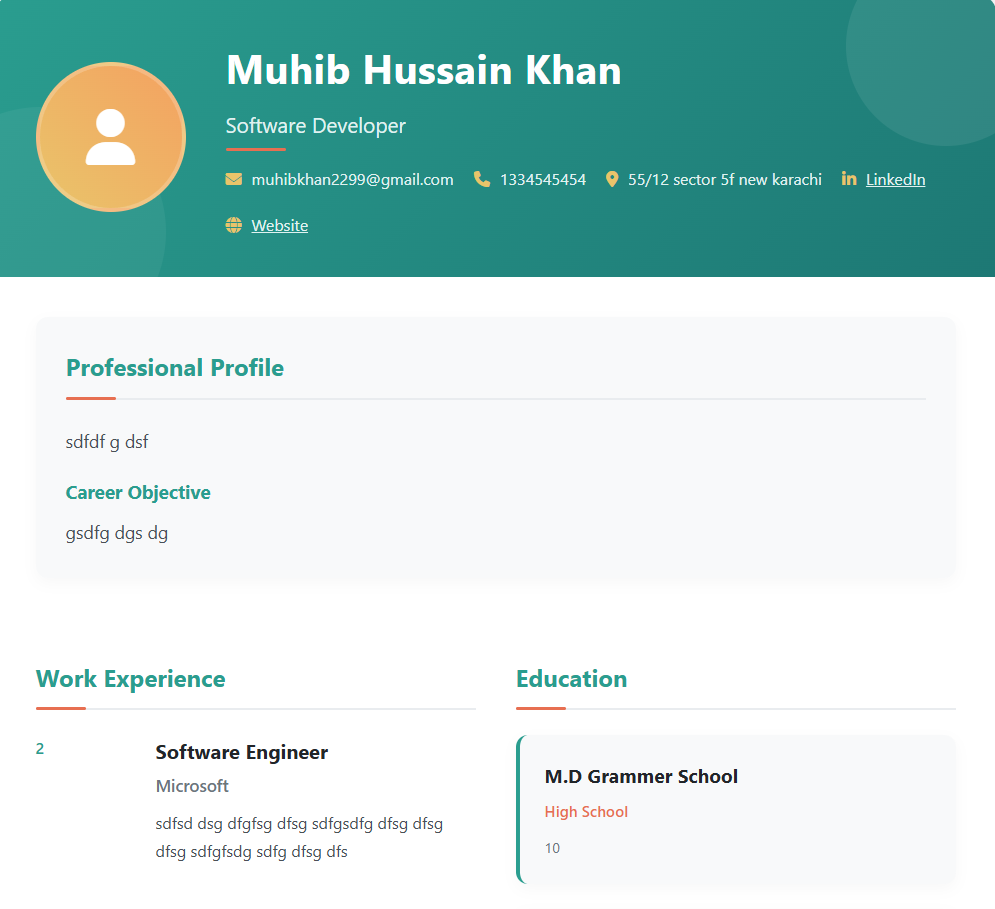 Muhib Hussain Khan
Software Developer
muhibkhan2299@gmail.com 1334545454 55/12 sector 5f new karachi LinkedIn
Website
Professional Profile
sdfdf g dsf
Career Objective
gsdfg dgs dg
Work Experience
2
Software Engineer
Microsoft
sdfsd dsg dfgfsg dfsg sdfgsdfg dfsg dfsg
dfsg sdfgfsdg sdfg dfsg dfs
Education
M.D Grammer School
High School
10